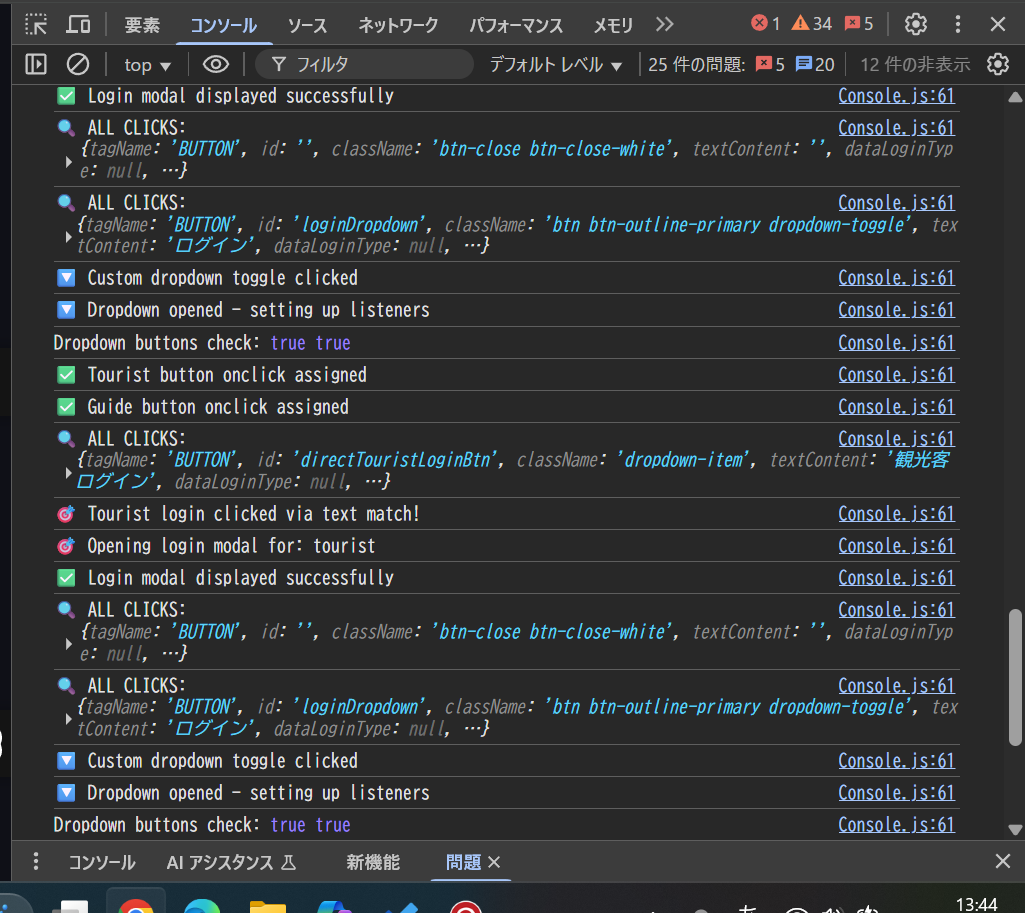 要素 コンソール ソース ネットワーク パフォーマンス メモリ 1 34 5
top フィルタ デフォルト レベル 25 件の問題: 5 20 12 件の非表示
Login modal displayed successfully Console.js:61
ALL CLICKS: Console.js:61
{tagName: 'BUTTON', id: '', className: 'btn-close btn-close-white', textContent: '', dataLoginTyp
e: null, …}
ALL CLICKS: Console.js:61
{tagName: 'BUTTON', id: 'loginDropdown', className: 'btn btn-outline-primary dropdown-toggle', tex
tContent: 'ログイン', dataLoginType: null, …}
Custom dropdown toggle clicked Console.js:61
Dropdown opened - setting up listeners Console.js:61
Dropdown buttons check: true true Console.js:61
Tourist button onclick assigned Console.js:61
Guide button onclick assigned Console.js:61
ALL CLICKS: Console.js:61
{tagName: 'BUTTON', id: 'directTouristLoginBtn', className: 'dropdown-item', textContent: '観光客
ログイン', dataLoginType: null, …}
Tourist login clicked via text match! Console.js:61
Opening login modal for: tourist Console.js:61
Login modal displayed successfully Console.js:61
ALL CLICKS: Console.js:61
{tagName: 'BUTTON', id: '', className: 'btn-close btn-close-white', textContent: '', dataLoginTyp
e: null, …}
ALL CLICKS: Console.js:61
{tagName: 'BUTTON', id: 'loginDropdown', className: 'btn btn-outline-primary dropdown-toggle', tex
tContent: 'ログイン', dataLoginType: null, …}
Custom dropdown toggle clicked Console.js:61
Dropdown opened - setting up listeners Console.js:61
Dropdown buttons check: true true Console.js:61
コンソール AI アシスタンス 新機能 問題
13:44